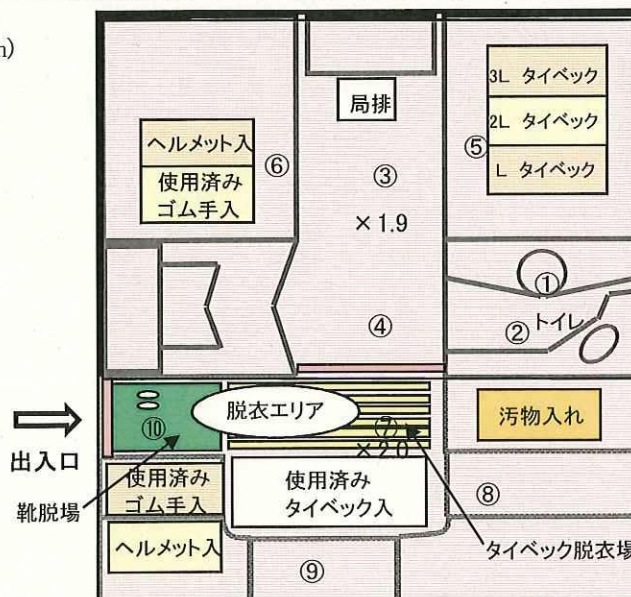 m)
局排
3L タイベック
2L タイベック
L タイベック
⑤
ヘルメット入
使用済み
ゴム手入
⑥
③
×1.9
①
④
②
トイレ
出入口
⑩
脱衣エリア
⑦
×2.0
汚物入れ
靴脱場
使用済み
ゴム手入
使用済み
タイベック入
⑧
ヘルメット入
⑨
タイベック脱衣場